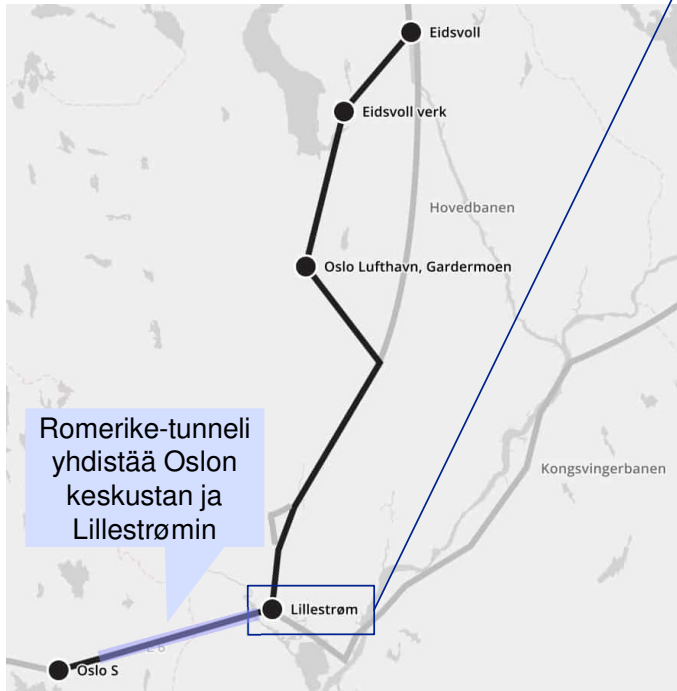 Eidsvoll
Eidsvoll verk
Hovedbanen
Oslo Lufthavn, Gardermoen
Romerike-tunneli
yhdistää Oslon
keskustan ja
Lillestrømin
Kongsvingerbanen
Lillestrøm
Oslo S